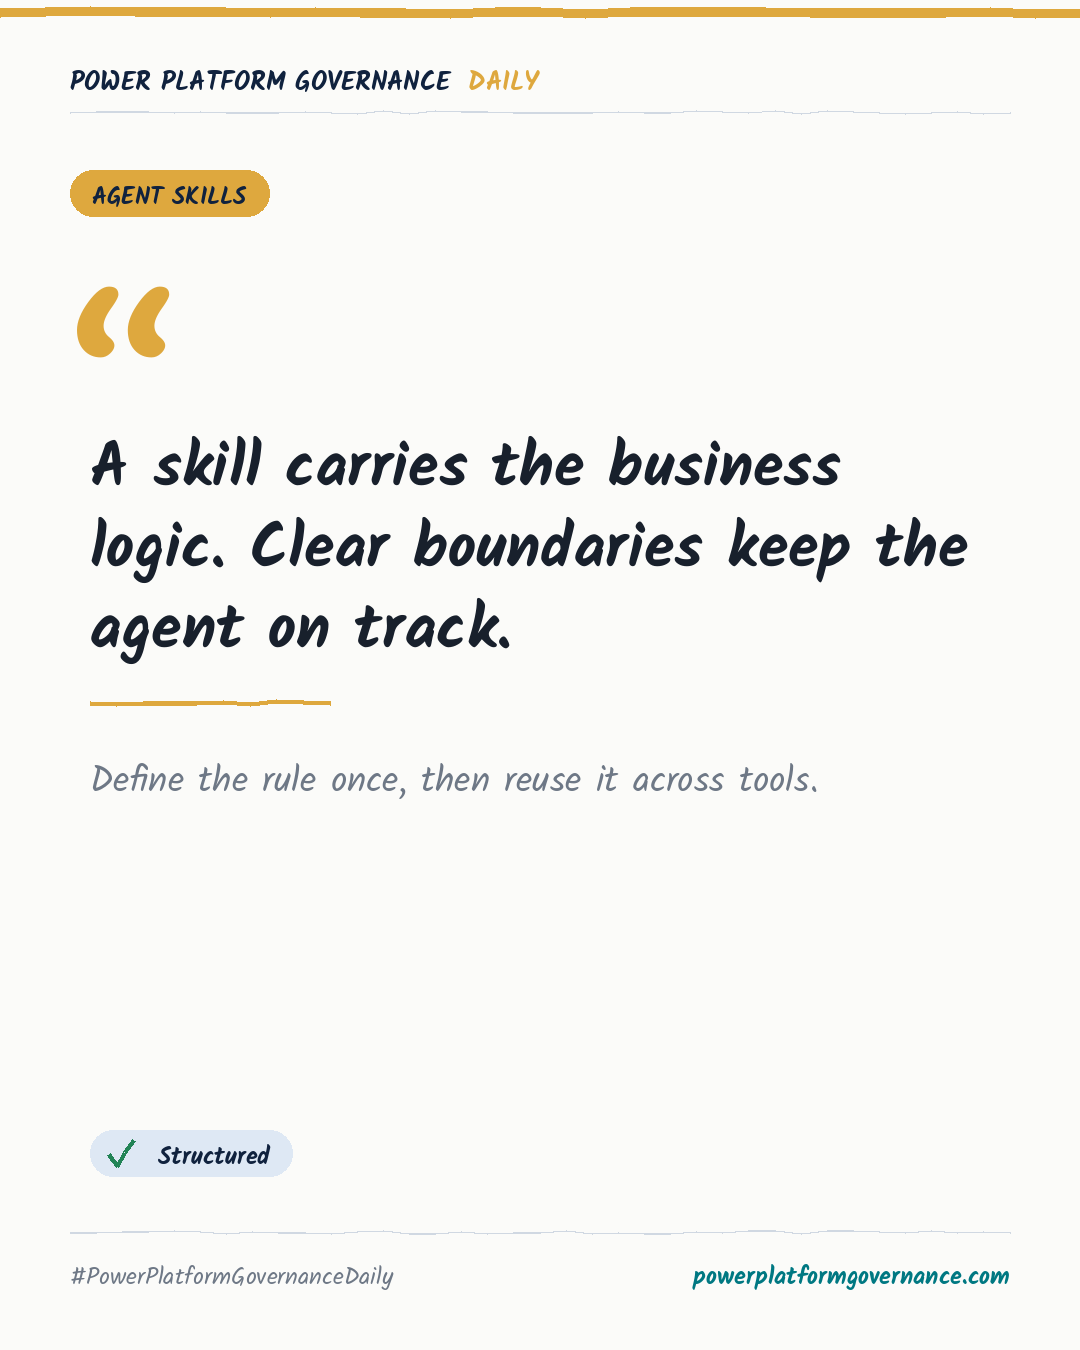 POWER PLATFORM GOVERNANCE DAILY
AGENT SKILLS
“
A skill carries the business
logic. Clear boundaries keep the
agent on track.
Define the rule once, then reuse it across tools.
✓ Structured
#PowerPlatformGovernanceDaily
powerplatformgovernance.com